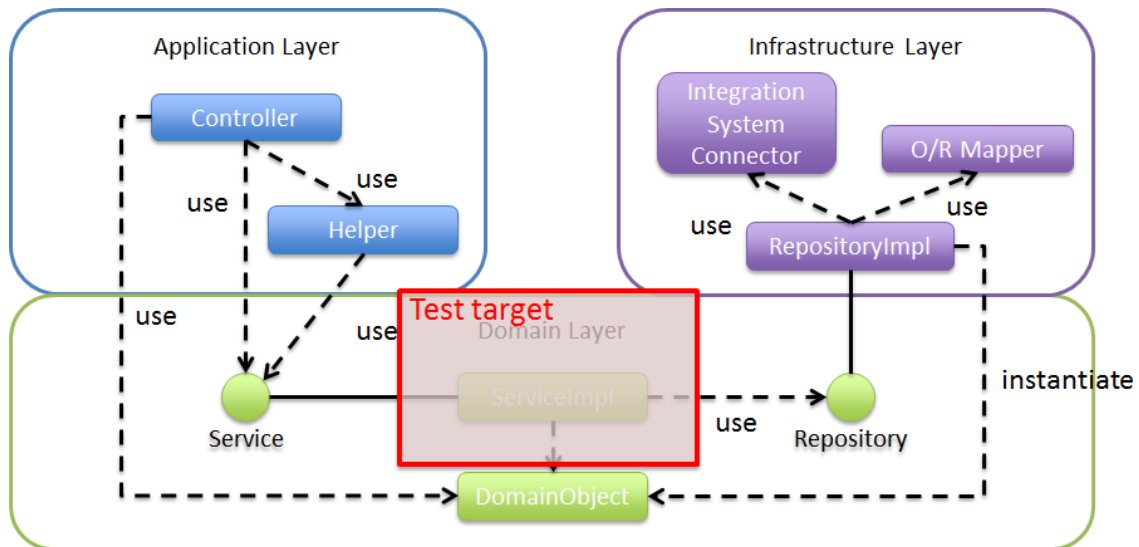 Application Layer
Infrastructure Layer
Controller
Integration
System
Connector
O/R Mapper
use
use
Helper
use
use
RepositoryImpl
Test target
use
use
Domain Layer
instantiate
ServiceImpl
use
Service
Repository
DomainObject